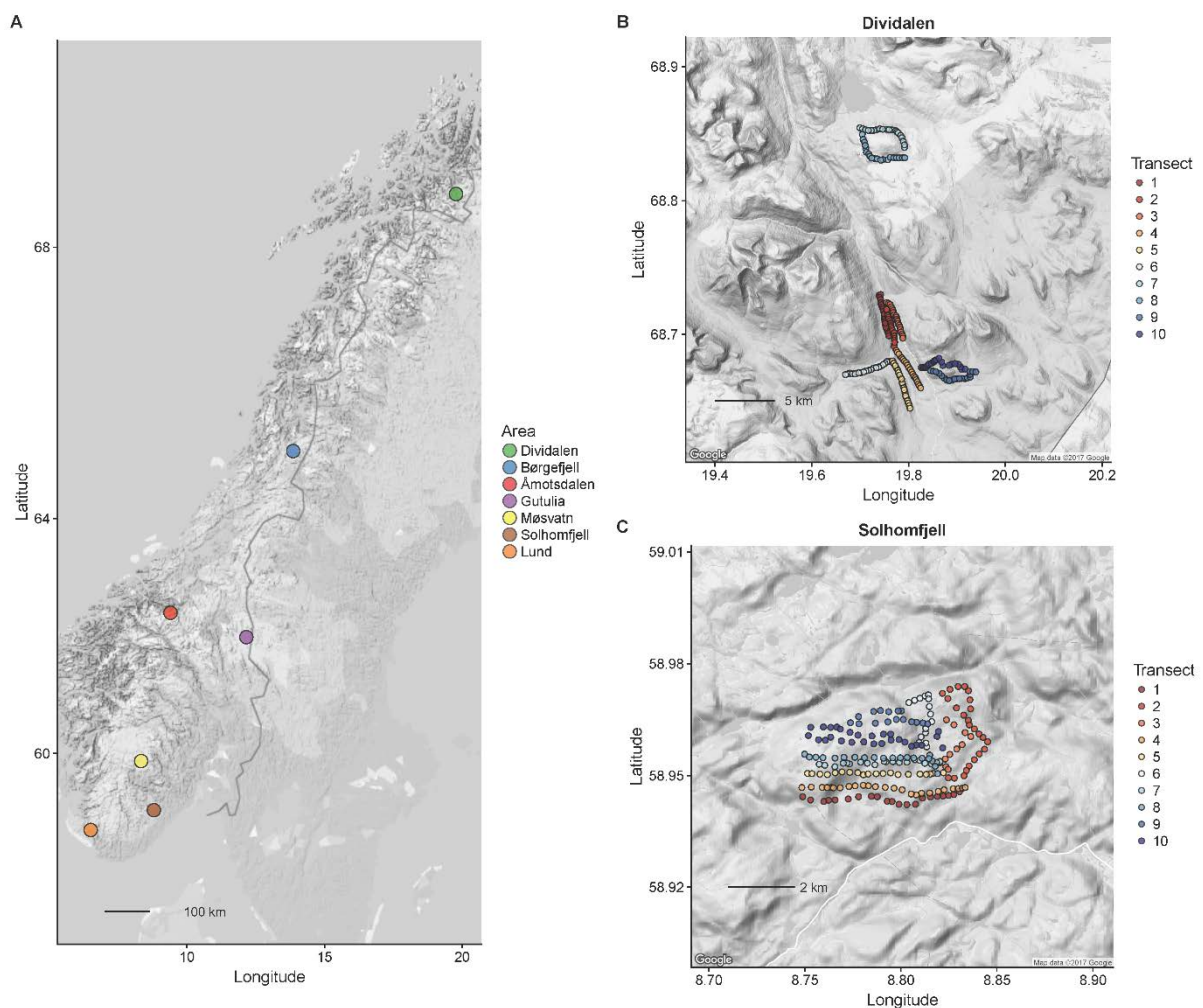 A
68
64
60
Latitude
100 km
10
15
20
Longitude
Area
Dividalen
Børgefjell
Åmotsdalen
Gutulia
Møsvatn
Solhomfjell
Lund
B
Dividalen
68.9
68.8
68.7
Latitude
5 km
Google
Map data ©2017 Google
19.4
19.6
19.8
20.0
20.2
Longitude
Transect
1
2
3
4
5
6
7
8
9
10
C
Solhomfjell
59.01
58.98
58.95
58.92
Latitude
2 km
Google
Map data ©2017 Google
8.70
8.75
8.80
8.85
8.90
Longitude
Transect
1
2
3
4
5
6
7
8
9
10